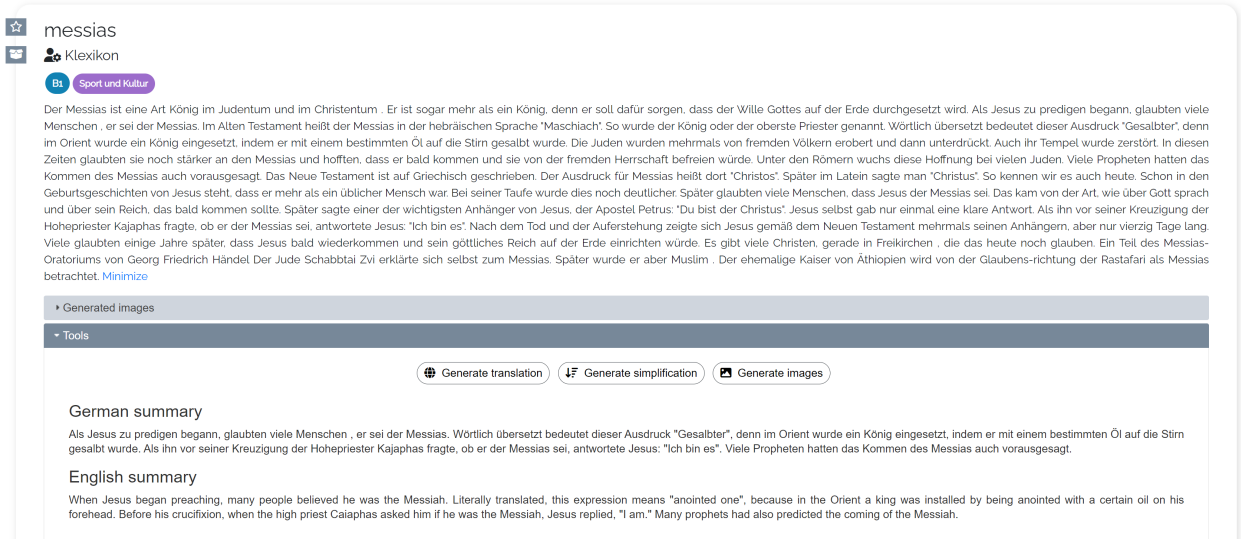 messias
Klexikon
B1 Sport und Kultur
Der Messias ist eine Art König im Judentum und im Christentum . Er ist sogar mehr als ein König, denn er soll dafür sorgen, dass der Wille Gottes auf der Erde durchgesetzt wird. Als Jesus zu predigen begann, glaubten viele
Menschen , er sei der Messias. Im Alten Testament heißt der Messias in der hebräischen Sprache "Maschiach". So wurde der König oder der oberste Priester genannt. Wörtlich übersetzt bedeutet dieser Ausdruck "Gesalbter", denn
im Orient wurde ein König eingesetzt, indem er mit einem bestimmten Öl auf die Stirn gesalbt wurde. Die Juden wurden mehrmals von fremden Völkern erobert und dann unterdrückt. Auch ihr Tempel wurde zerstört. In diesen
Zeiten glaubten sie noch stärker an den Messias und hofften, dass er bald kommen und sie von der fremden Herrschaft befreien würde. Unter den Römern wuchs diese Hoffnung bei vielen Juden. Viele Propheten hatten das
Kommen des Messias auch vorausgesagt. Das Neue Testament ist auf Griechisch geschrieben. Der Ausdruck für Messias heißt dort "Christos". Später im Latein sagte man "Christus". So kennen wir es auch heute. Schon in den
Geburtsgeschichten von Jesus steht, dass er mehr als ein üblicher Mensch war. Bei seiner Taufe wurde dies noch deutlicher. Später glaubten viele Menschen, dass Jesus der Messias sei. Das kam von der Art, wie über Gott sprach
und über sein Reich, das bald kommen sollte. Später sagte einer der wichtigsten Anhänger von Jesus, der Apostel Petrus: "Du bist der Christus". Jesus selbst gab nur einmal eine klare Antwort. Als ihn vor seiner Kreuzigung der
Hohepriester Kajaphas fragte, ob er der Messias sei, antwortete Jesus: "Ich bin es". Nach dem Tod und der Auferstehung zeigte sich Jesus gemäß dem Neuen Testament mehrmals seinen Anhängern, aber nur vierzig Tage lang.
Viele glaubten einige Jahre später, dass Jesus bald wiederkommen und sein göttliches Reich auf der Erde einrichten würde. Es gibt viele Christen, gerade in Freikirchen , die das heute noch glauben. Ein Teil des Messias-
Oratoriums von Georg Friedrich Händel Der Jude Schabbtai Zvi erklärte sich selbst zum Messias. Später wurde er aber Muslim . Der ehemalige Kaiser von Äthiopien wird von der Glaubens-richtung der Rastafari als Messias
betrachtet. Minimize
Generated images
Tools
Generate translation Generate simplification Generate images
German summary
Als Jesus zu predigen begann, glaubten viele Menschen , er sei der Messias. Wörtlich übersetzt bedeutet dieser Ausdruck "Gesalbter", denn im Orient wurde ein König eingesetzt, indem er mit einem bestimmten Öl auf die Stirn
gesalbt wurde. Als ihn vor seiner Kreuzigung der Hohepriester Kajaphas fragte, ob er der Messias sei, antwortete Jesus: "Ich bin es". Viele Propheten hatten das Kommen des Messias auch vorausgesagt.
English summary
When Jesus began preaching, many people believed he was the Messiah. Literally translated, this expression means "anointed one", because in the Orient a king was installed by being anointed with a certain oil on his
forehead. Before his crucifixion, when the high priest Caiaphas asked him if he was the Messiah, Jesus replied, "I am." Many prophets had also predicted the coming of the Messiah.